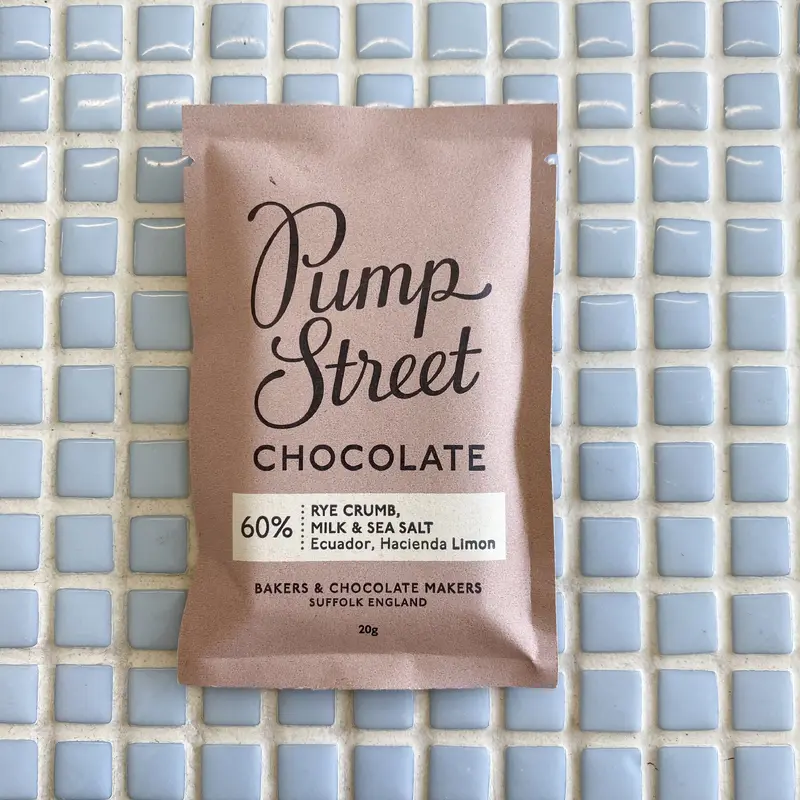 Pump
Street
CHOCOLATE
60%
RYE CRUMB,
MILK & SEA SALT
Ecuador, Hacienda Limon
BAKERS & CHOCOLATE MAKERS
SUFFOLK ENGLAND
20g